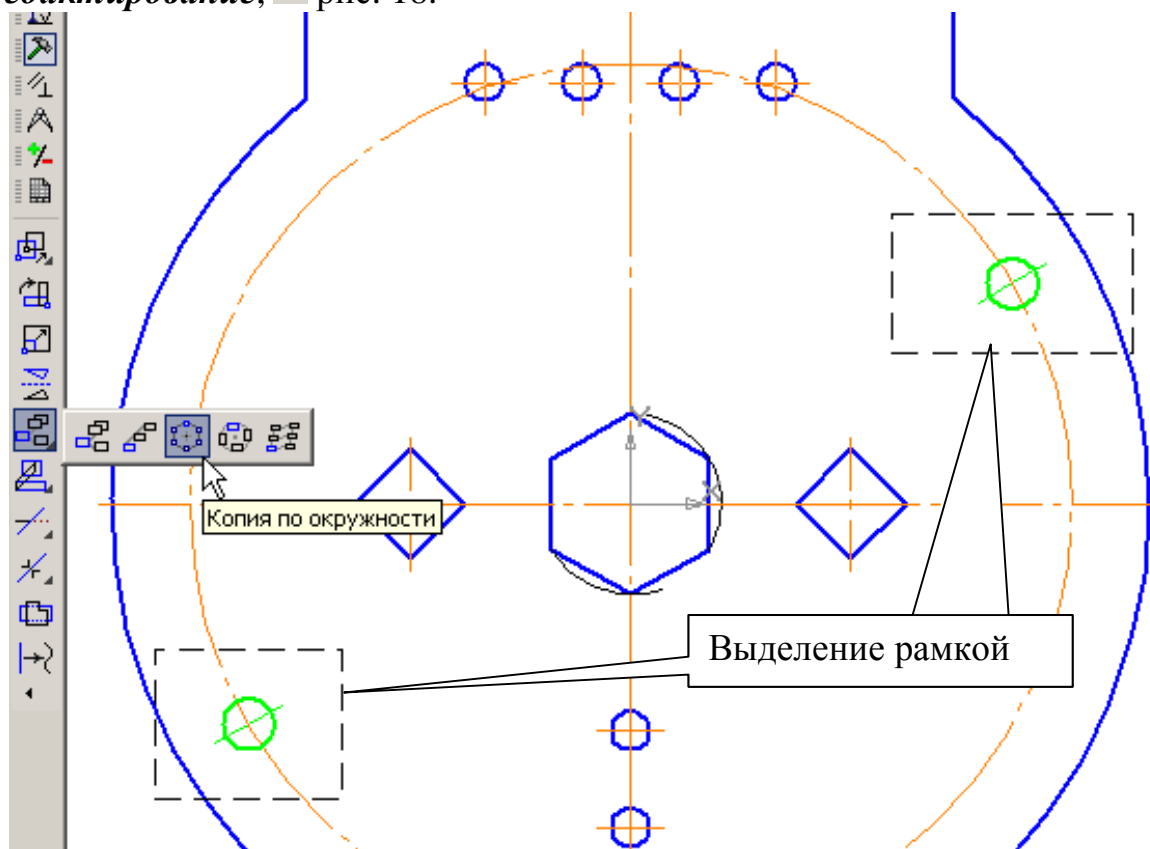 рис. 18.
Y
X
Копия по окружности
Выделение рамкой